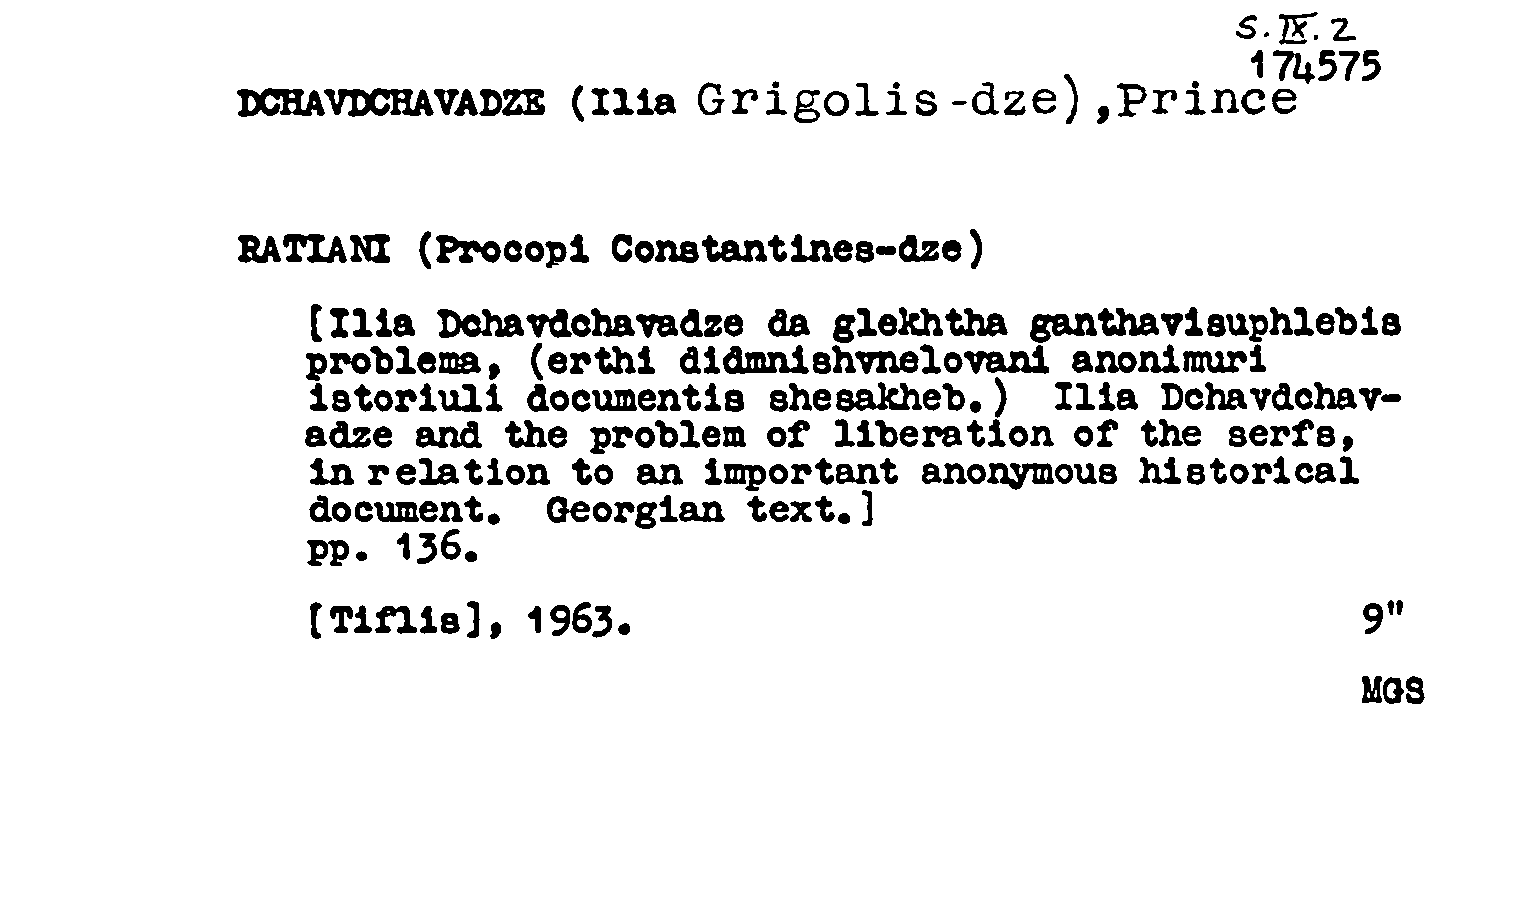 S. IX. 2
174575
DCHAVDCHAVADZE (Ilia Grigolis-dze), Prince
RATIANI (Procopi Constantines-dze)
[Ilia Dchavdchavadze da glekhtha ganthavisuphlebis
problema, (erthi didmnishvnelovani anonimuri
istoriuli documentis shesakheb.) Ilia Dchavdchav-
adze and the problem of liberation of the serfs,
in relation to an important anonymous historical
document. Georgian text.]
pp. 136.
[Tiflis], 1963. 9"
MGS